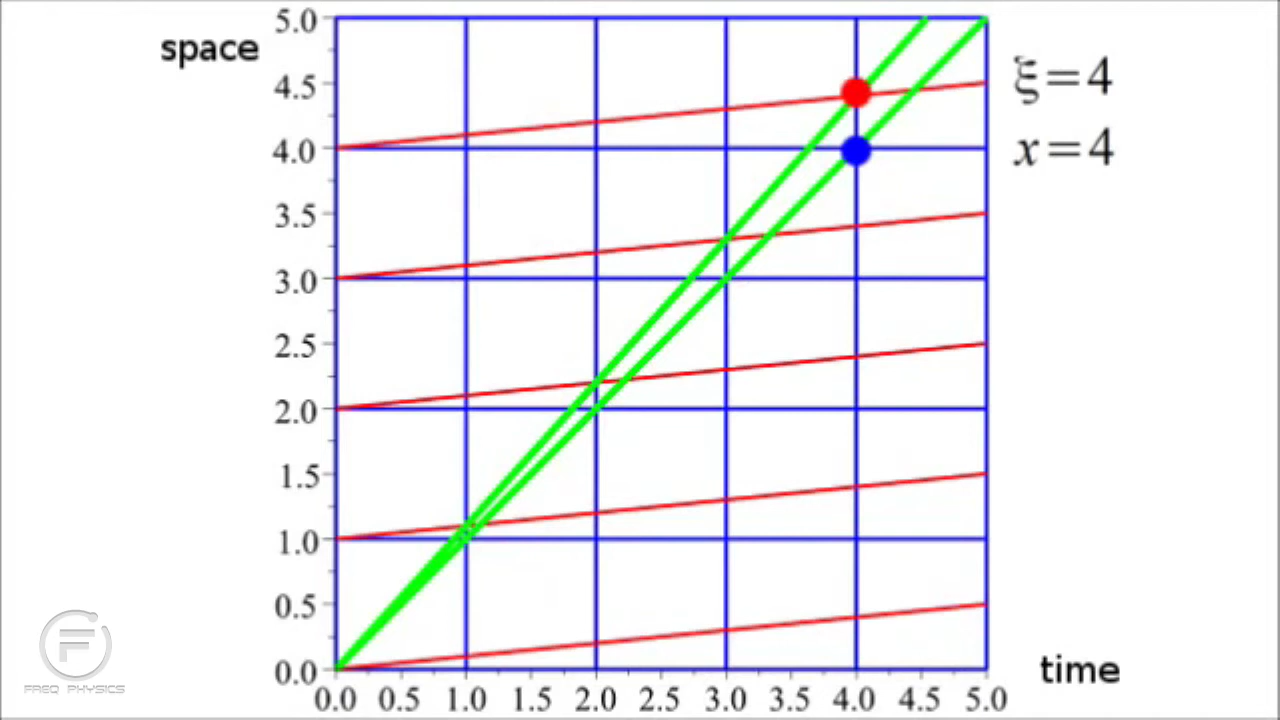 space
5.0
4.5
4.0
3.5
3.0
2.5
2.0
1.5
1.0
0.5
0.0
ξ=4
x=4
0.0 0.5 1.0 1.5 2.0 2.5 3.0 3.5 4.0 4.5 5.0
time
F
FREQ PHYSICS